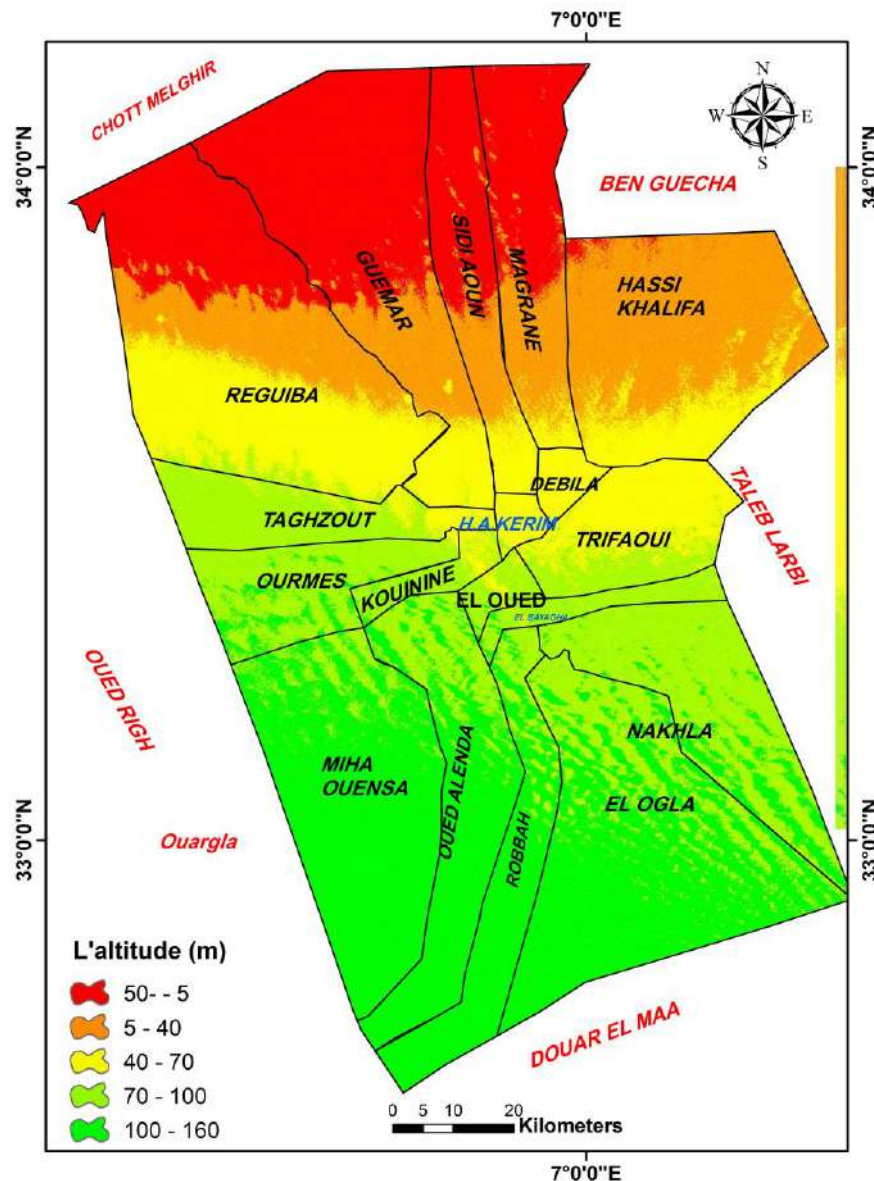 7°0'0"E
CHOTT MELGHIR
N
W
E
S
34°0'0"N
34°0'0"N
BEN GUECHA
SIDI AOUN
GUEMAR
MAGRANE
HASSI
KHALIFA
REGUIBA
DEBILA
TAGHZOUT
H.A.KERIM
TRIFAOUI
TALEB LARBI
OURMES
KOUININE
EL OUED
EL BAYADHA
OUED RIGH
NAKHLA
MIHA
OUENSA
OUED ALENDA
EL OGLA
ROBBAH
Ouargla
33°0'0"N
33°0'0"N
L'altitude (m)
50- - 5
5 - 40
40 - 70
70 - 100
100 - 160
DOUAR EL MAA
0 5 10 20
Kilometers
7°0'0"E